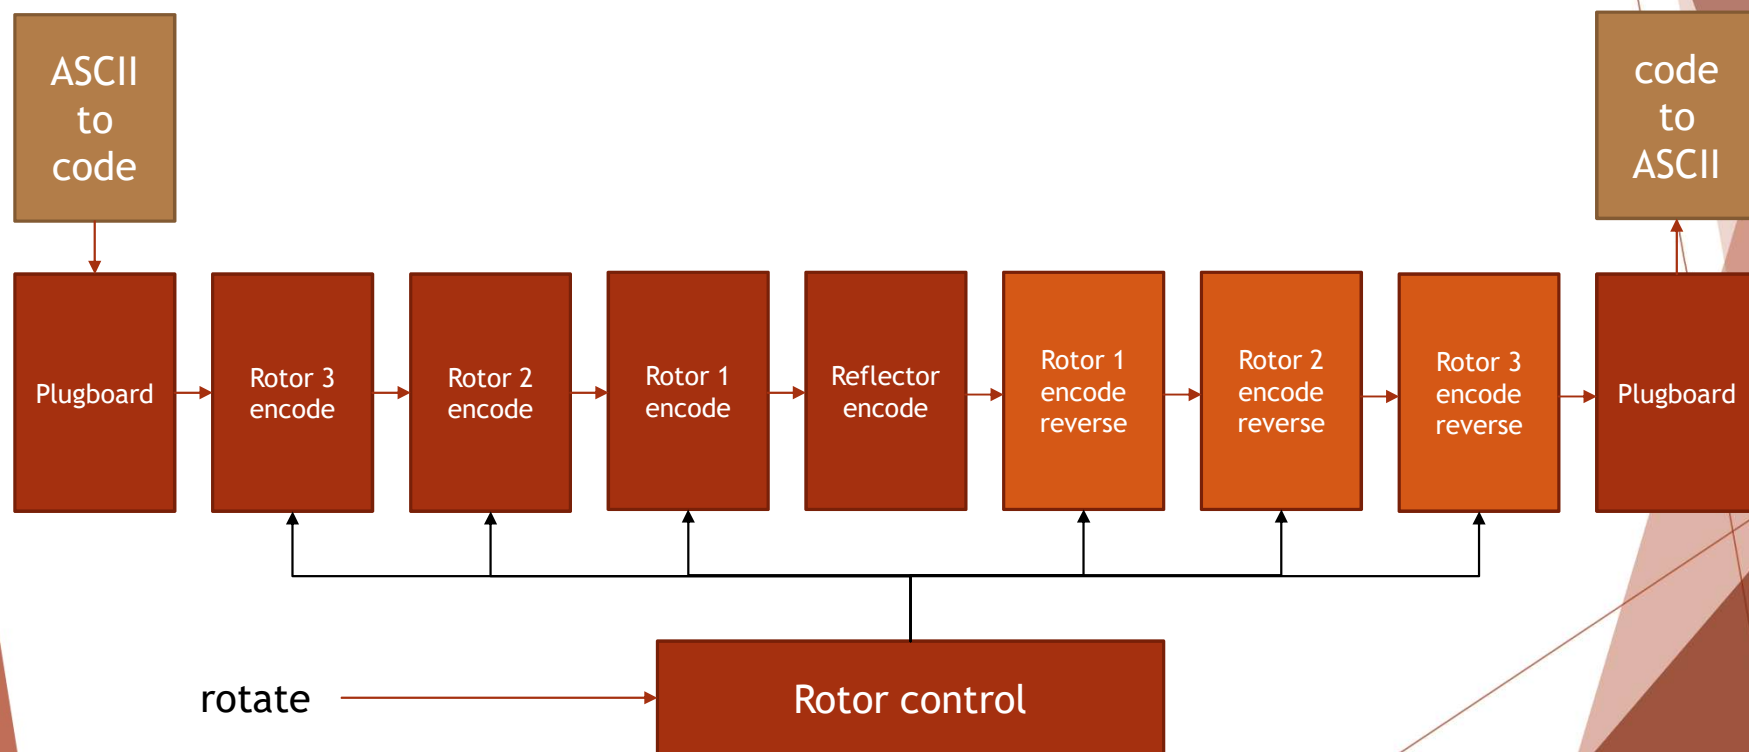 ASCII
to
code
code
to
ASCII
Plugboard
Rotor 3
encode
Rotor 2
encode
Rotor 1
encode
Reflector
encode
Rotor 1
encode
reverse
Rotor 2
encode
reverse
Rotor 3
encode
reverse
Plugboard
rotate
Rotor control